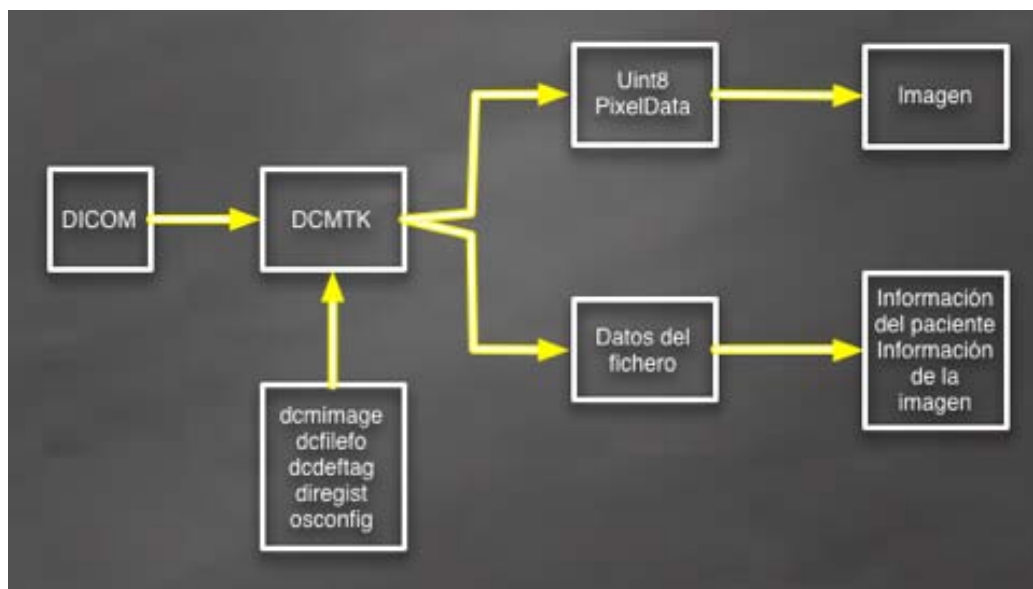 DICOM
DCMTK
dcmimage
dcfilefo
dcdeftag
diregist
osconfig
Uint8
PixelData
Imagen
Datos del
fichero
Información
del paciente
Información
de la
imagen